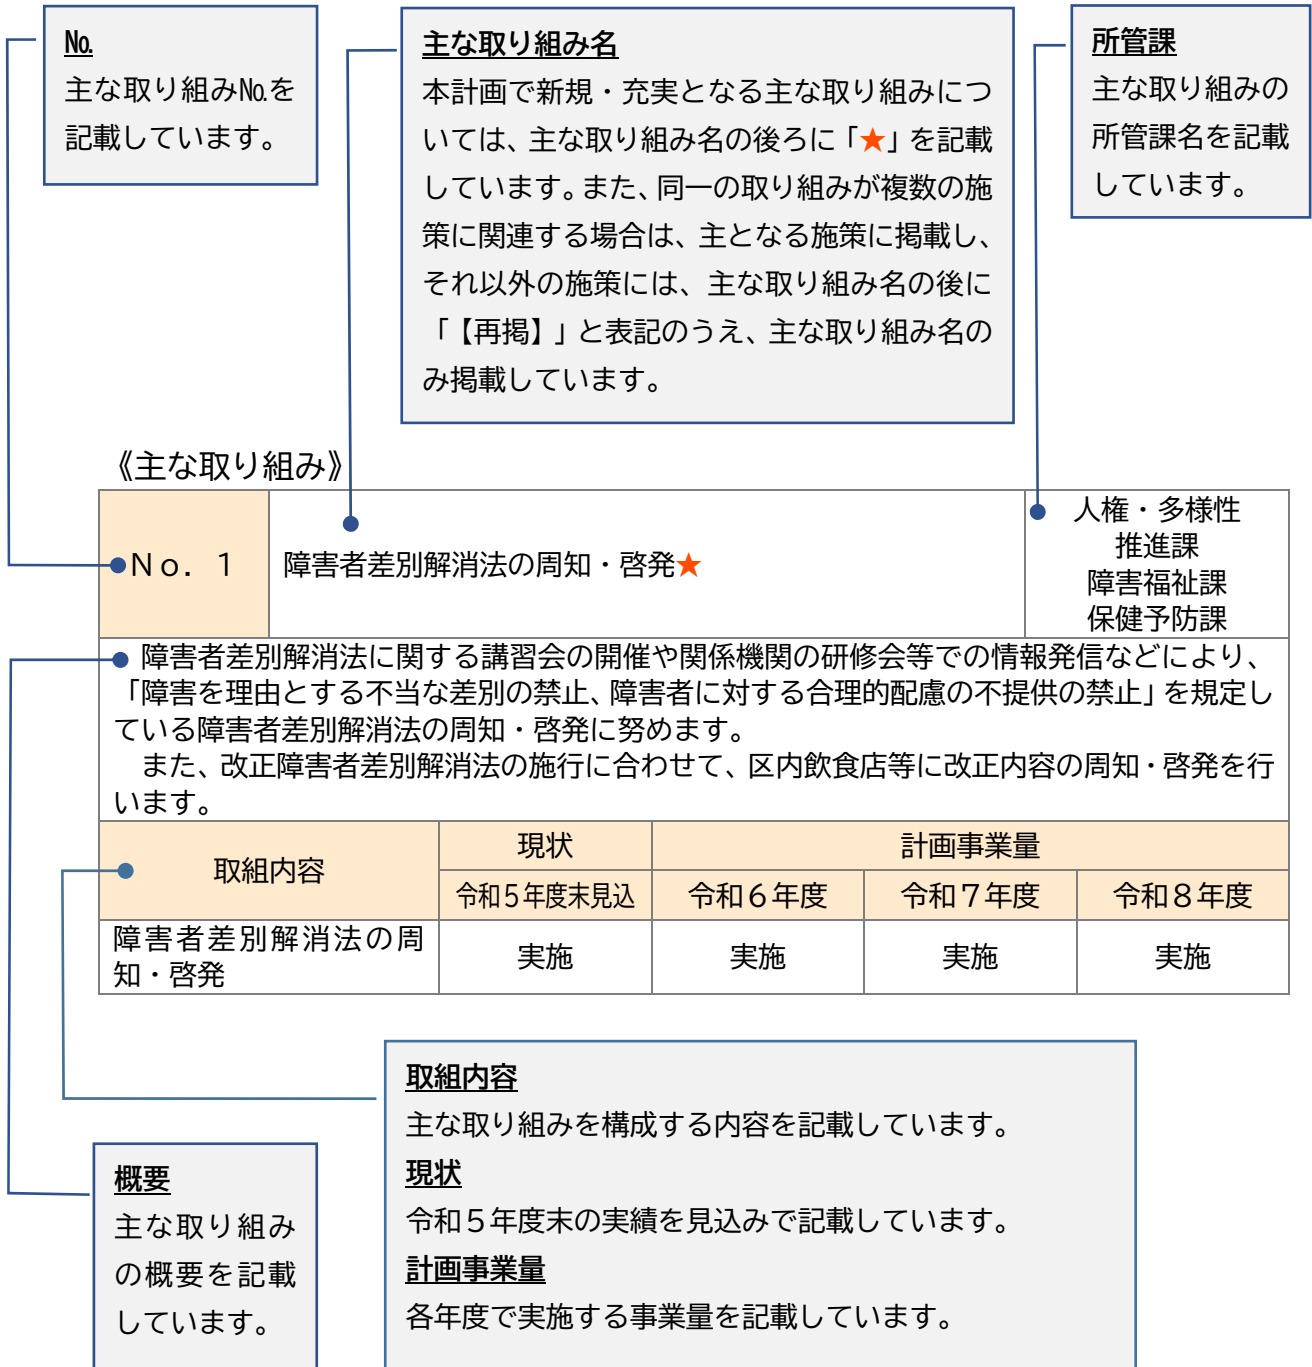 №
主な取り組み№を
記載しています。
主な取り組み名
本計画で新規・充実となる主な取り組みにつ
いては、主な取り組み名の後ろに「★」を記載
しています。また、同一の取り組みが複数の施
策に関連する場合は、主となる施策に掲載し、
それ以外の施策には、主な取り組み名の後に
「【再掲】」と表記のうえ、主な取り組み名の
み掲載しています。
所管課
主な取り組みの
所管課名を記載
しています。
《主な取り組み》
No. 1
障害者差別解消法の周知・啓発★
人権・多様性
推進課
障害福祉課
保健予防課
障害者差別解消法に関する講習会の開催や関係機関の研修会等での情報発信などにより、
「障害を理由とする不当な差別の禁止、障害者に対する合理的配慮の不提供の禁止」を規定し
ている障害者差別解消法の周知・啓発に努めます。
また、改正障害者差別解消法の施行に合わせて、区内飲食店等に改正内容の周知・啓発を行
います。
取組内容
現状
計画事業量
令和5年度末見込
令和6年度
令和7年度
令和8年度
障害者差別解消法の周
知・啓発
実施
実施
実施
実施
取組内容
主な取り組みを構成する内容を記載しています。
現状
令和5年度末の実績を見込みで記載しています。
計画事業量
各年度で実施する事業量を記載しています。
概要
主な取り組み
の概要を記載
しています。